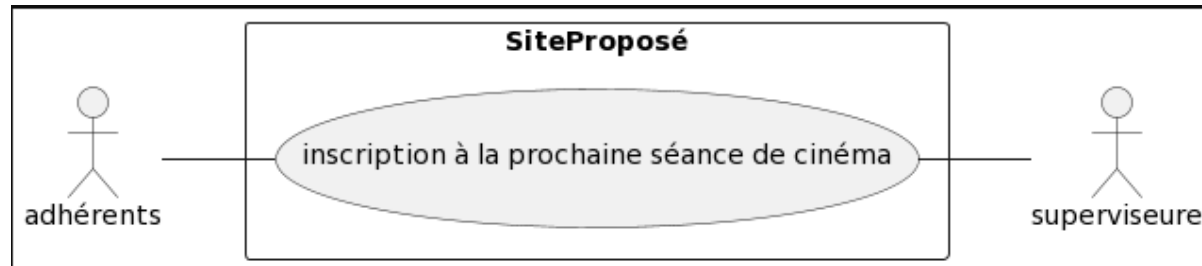 SiteProposé
inscription à la prochaine séance de cinéma
adhérents
superviseure